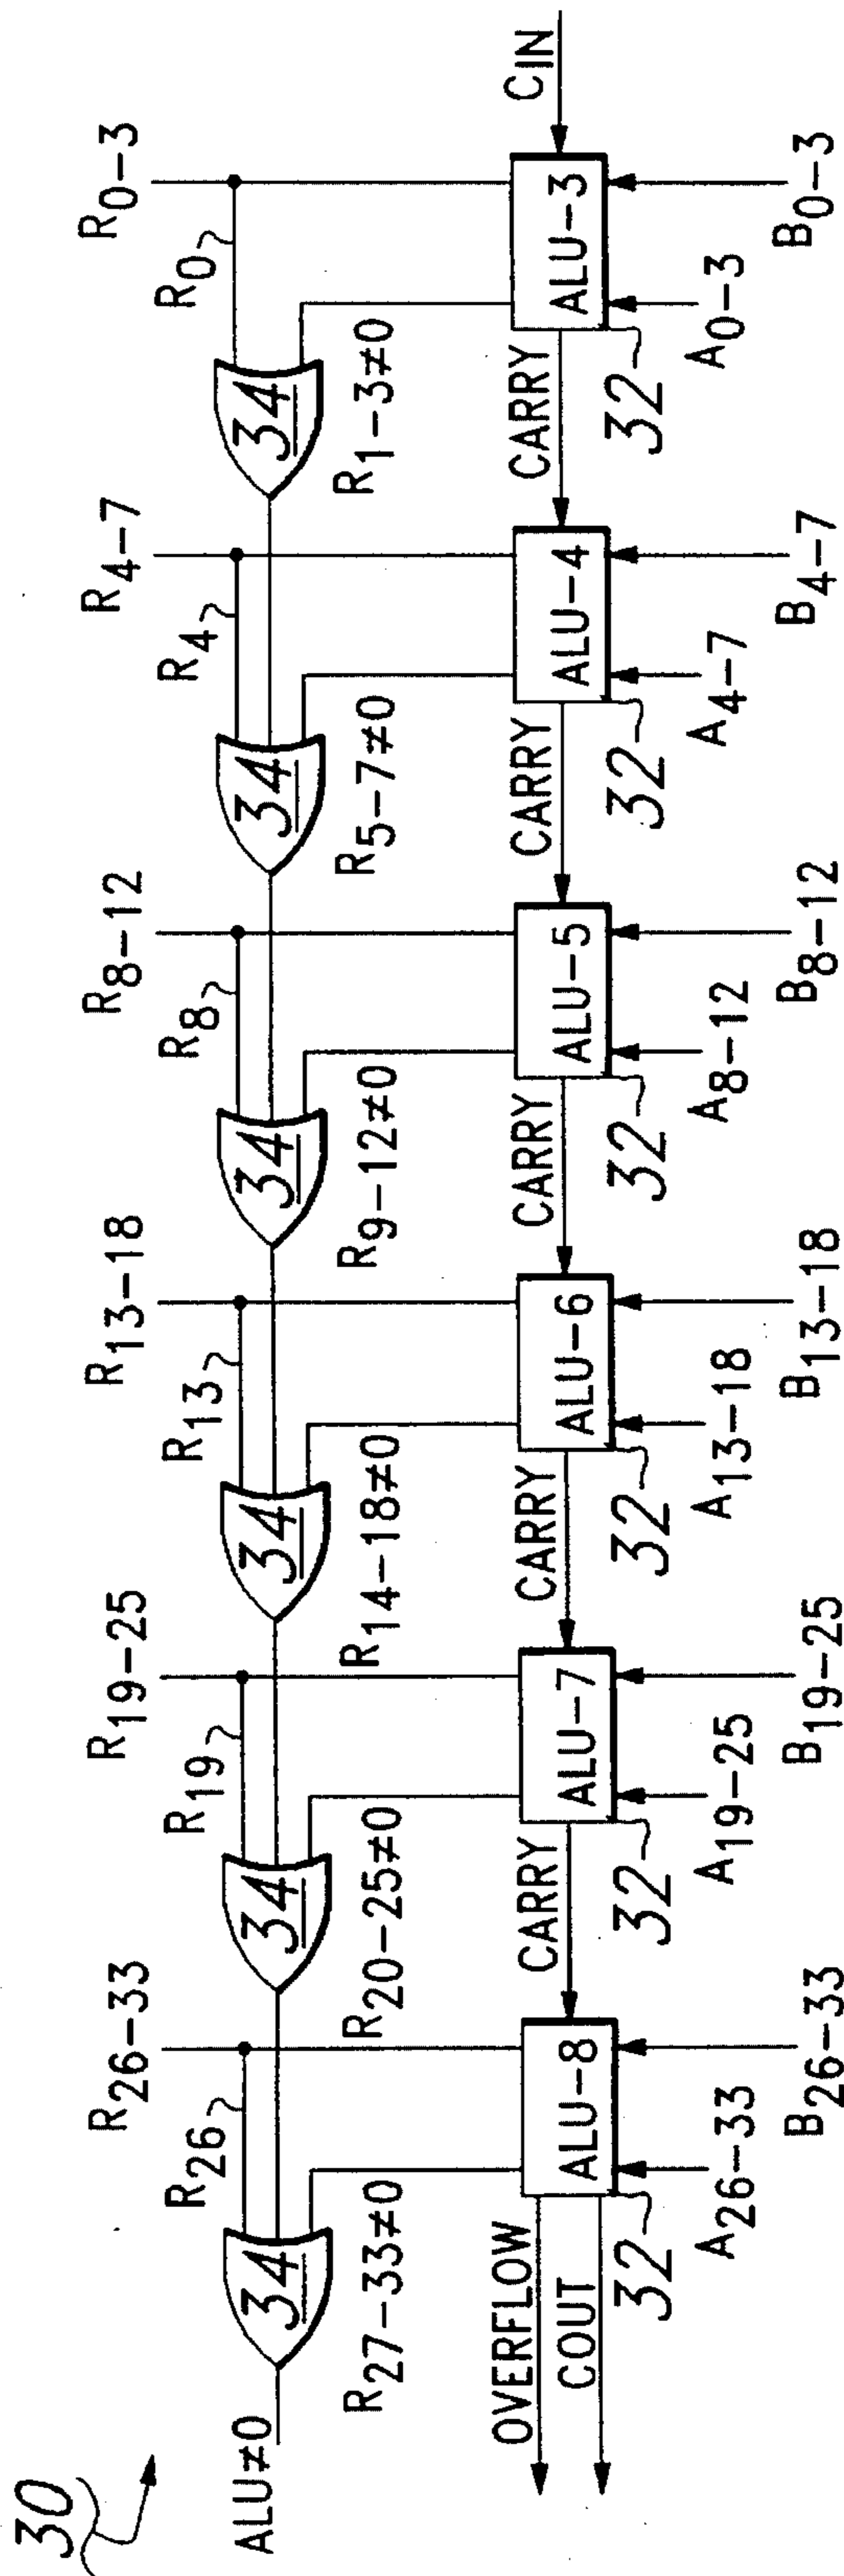 30
R26-33 R19-25 R13-18 R8-12 R4-7 R0-3
R26 R19 R13 R8 R4 R0
ALU≠0 34 34 34 34 34 34
R27-33≠0 R20-25≠0 R14-18≠0 R9-12≠0 R5-7≠0 R1-3≠0
OVERFLOW CARRY CARRY CARRY CARRY CARRY CIN
COUT ALU-8 ALU-7 ALU-6 ALU-5 ALU-4 ALU-3
32 32 32 32 32 32
A26-33 A19-25 A13-18 A8-12 A4-7 A0-3
B26-33 B19-25 B13-18 B8-12 B4-7 B0-3